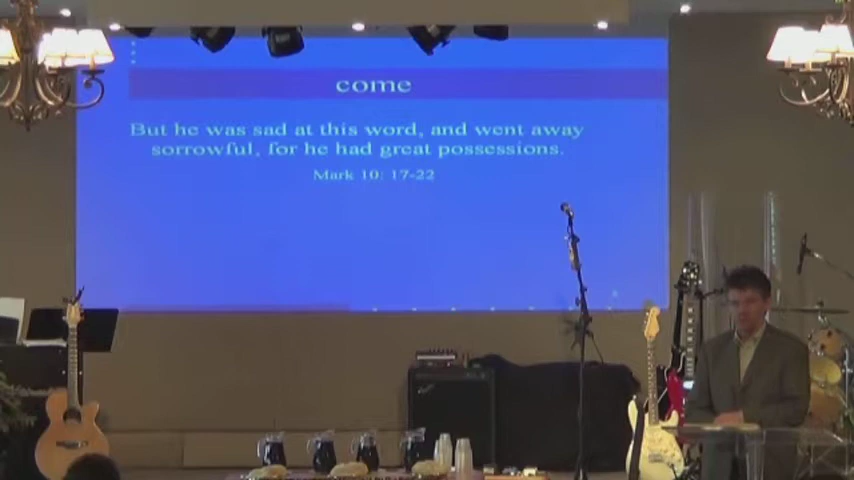 come
But he was sad at this word, and went away
sorrowful, for he had great possessions.
Mark 10: 17-22